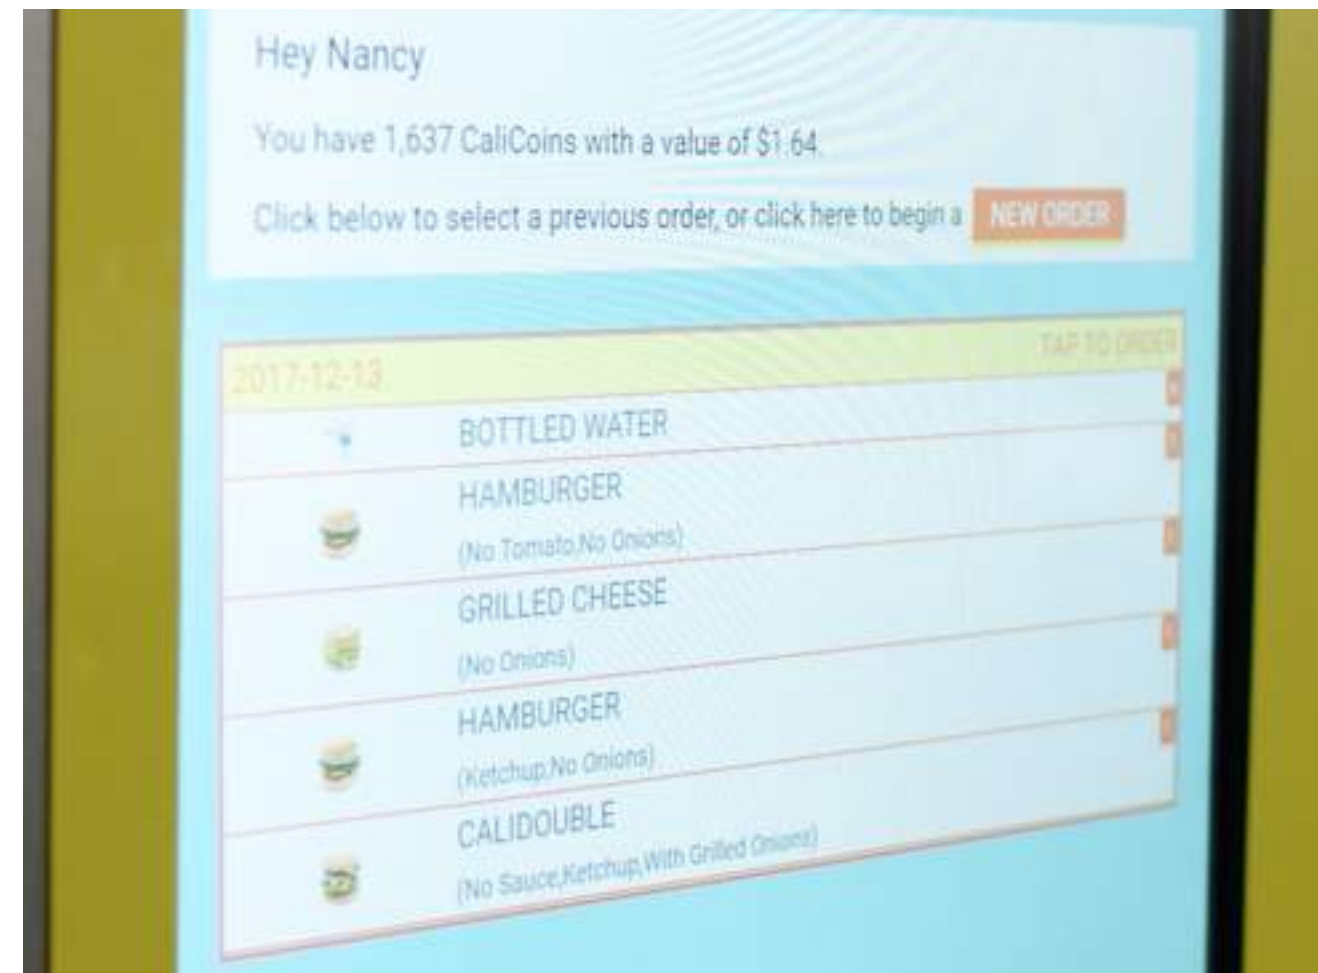 Hey Nancy
You have 1,637 CaliCoins with a value of $1.64.
Click below to select a previous order, or click here to begin a NEW ORDER
2017-12-13 TAP TO ORDER
BOTTLED WATER
HAMBURGER
(No Tomato,No Onions)
GRILLED CHEESE
(No Onions)
HAMBURGER
(Ketchup,No Onions)
CALIDOUBLE
(No Sauce,Ketchup,With Grilled Onions)